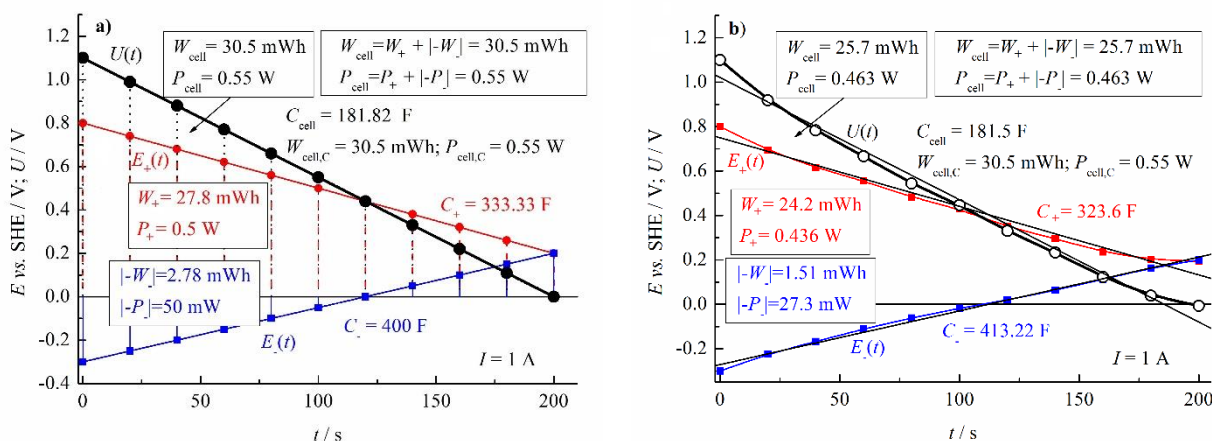 a)
E vs. SHE / V; U / V
1.2
1.0
0.8
0.6
0.4
0.2
0.0
-0.2
-0.4
U(t)
W_cell = 30.5 mWh
P_cell = 0.55 W
W_cell=W_+ + |-W_-| = 30.5 mWh
P_cell=P_+ + |-P_-| = 0.55 W
C_cell = 181.82 F
W_cell,C = 30.5 mWh; P_cell,C = 0.55 W
E_+(t)
W_+ = 27.8 mWh
P_+ = 0.5 W
C_+ = 333.33 F
|-W_-|=2.78 mWh
|-P_-|=50 mW
C_- = 400 F
E_-(t)
I = 1 A
0 50 100 150 200
t / s
b)
E vs. SHE / V; U / V
1.2
1.0
0.8
0.6
0.4
0.2
0.0
-0.2
W_cell = 25.7 mWh
P_cell = 0.463 W
W_cell=W_+ + |-W_-| = 25.7 mWh
P_cell=P_+ + |-P_-| = 0.463 W
U(t)
C_cell = 181.5 F
W_cell,C = 30.5 mWh; P_cell,C = 0.55 W
E_+(t)
W_+ = 24.2 mWh
P_+ = 0.436 W
C_+ = 323.6 F
|-W_-|=1.51 mWh
|-P_-|=27.3 mW
C_- = 413.22 F
E_-(t)
I = 1 A
0 50 100 150 200
t / s